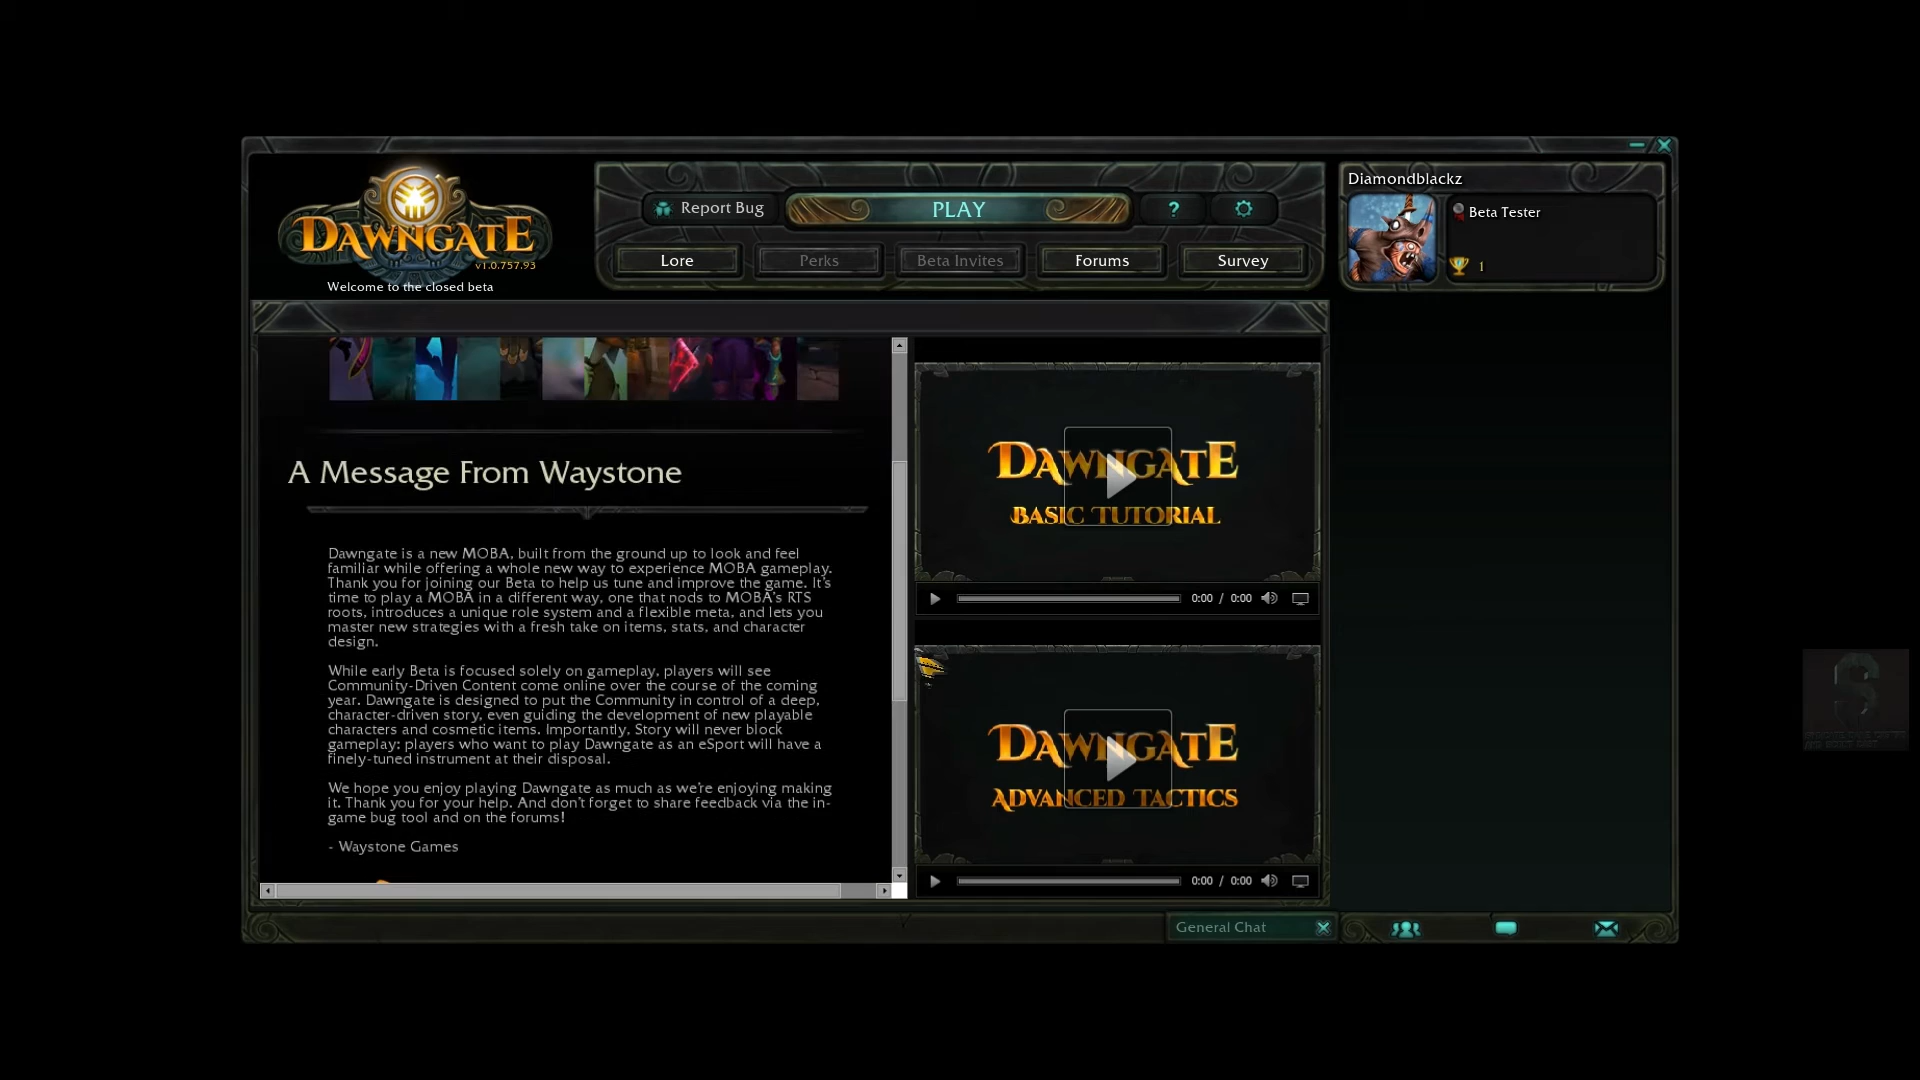 DAWNGATE
v1.0.757.93
Welcome to the closed beta
Report Bug
PLAY
?
Lore
Perks
Beta Invites
Forums
Survey
Diamondblackz
Beta Tester
1
A Message From Waystone
Dawngate is a new MOBA, built from the ground up to look and feel
familiar while offering a whole new way to experience MOBA gameplay.
Thank you for joining our Beta to help us tune and improve the game. It's
time to play a MOBA in a different way, one that nods to MOBA's RTS
roots, introduces a unique role system and a flexible meta, and lets you
master new strategies with a fresh take on items, stats, and character
design.
While early Beta is focused solely on gameplay, players will see
Community-Driven Content come online over the course of the coming
year. Dawngate is designed to put the Community in control of a deep,
character-driven story, even guiding the development of new playable
characters and cosmetic items. Importantly, Story will never block
gameplay: players who want to play Dawngate as an eSport will have a
finely-tuned instrument at their disposal.
We hope you enjoy playing Dawngate as much as we're enjoying making
it. Thank you for your help. And don't forget to share feedback via the in-
game bug tool and on the forums!
- Waystone Games
DAWNGATE
BASIC TUTORIAL
0:00 / 0:00
DAWNGATE
ADVANCED TACTICS
0:00 / 0:00
General Chat